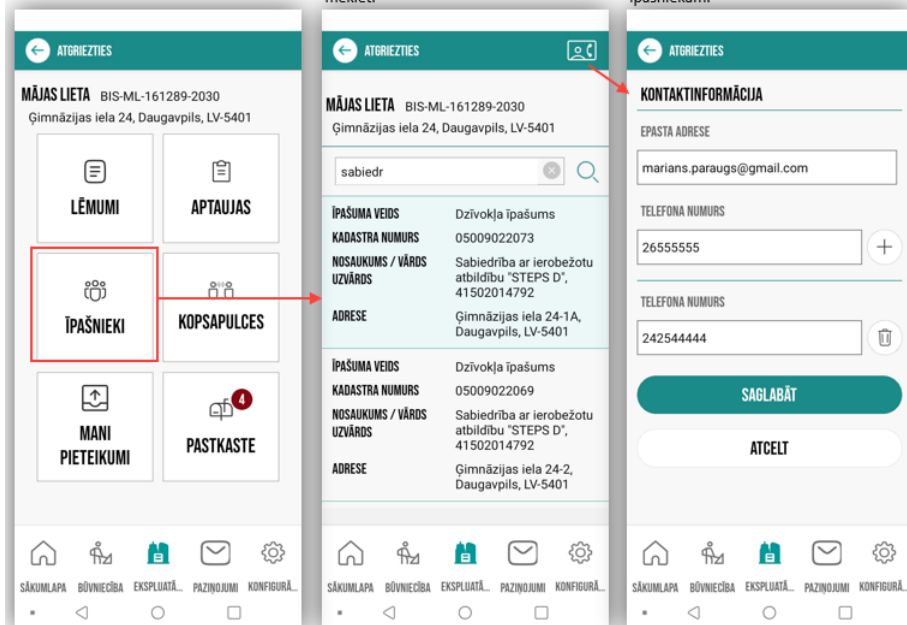 meklēt.
īpašniekam.
ATGRIEZTIES
MĀJAS LIETA BIS-ML-161289-2030
Ģimnāzijas iela 24, Daugavpils, LV-5401
LĒMUMI
APTAUJAS
ĪPAŠNIEKI
KOPSAPULCES
MANI
PIETEIKUMI
4
PASTKASTE
SĀKUMLAPA BŪVNIECĪBA EKSPLUATĀ... PAZIŅOJUMI KONFIGURĀ...
ATGRIEZTIES
MĀJAS LIETA BIS-ML-161289-2030
Ģimnāzijas iela 24, Daugavpils, LV-5401
sabiedr
ĪPAŠUMA VEIDS Dzīvokļa īpašums
KADASTRA NUMURS 05009022073
NOSAUKUMS / VĀRDS Sabiedrība ar ierobežotu
UZVĀRDS atbildību "STEPS D",
41502014792
ADRESE Ģimnāzijas iela 24-1A,
Daugavpils, LV-5401
ĪPAŠUMA VEIDS Dzīvokļa īpašums
KADASTRA NUMURS 05009022069
NOSAUKUMS / VĀRDS Sabiedrība ar ierobežotu
UZVĀRDS atbildību "STEPS D",
41502014792
ADRESE Ģimnāzijas iela 24-2,
Daugavpils, LV-5401
SĀKUMLAPA BŪVNIECĪBA EKSPLUATĀ... PAZIŅOJUMI KONFIGURĀ...
ATGRIEZTIES
KONTAKTINFORMĀCIJA
EPASTA ADRESE
marians.paraugs@gmail.com
TELEFONA NUMURS
26555555
TELEFONA NUMURS
242544444
SAGLABĀT
ATCELT
SĀKUMLAPA BŪVNIECĪBA EKSPLUATĀ... PAZIŅOJUMI KONFIGURĀ...